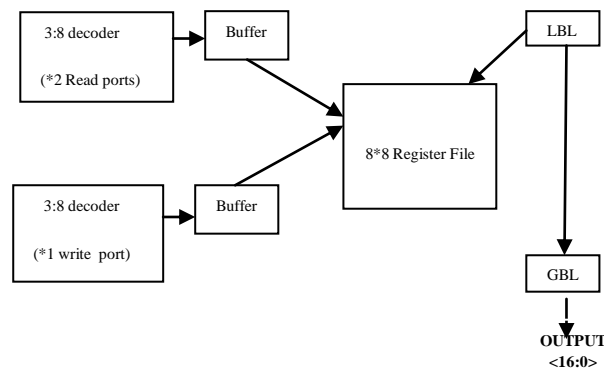 3:8 decoder
(*2 Read ports)
Buffer
LBL
8*8 Register File
3:8 decoder
(*1 write port)
Buffer
GBL
OUTPUT
<16:0>